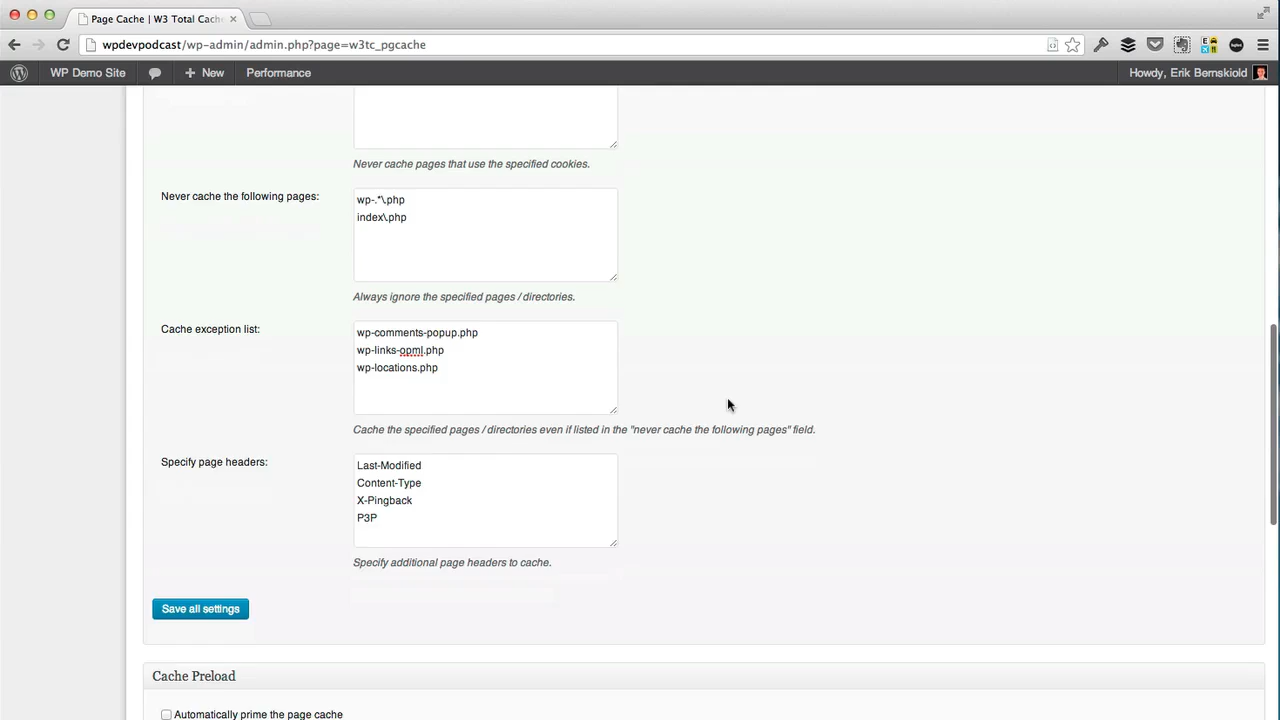 Page Cache | W3 Total Cach
wpdevpodcast/wp-admin/admin.php?page=w3tc_pgcache
WP Demo Site
New
Performance
Howdy, Erik Bernskiold
Never cache pages that use the specified cookies.
Never cache the following pages:
wp-.*\.php
index\.php
Always ignore the specified pages / directories.
Cache exception list:
wp-comments-popup.php
wp-links-opml.php
wp-locations.php
Cache the specified pages / directories even if listed in the "never cache the following pages" field.
Specify page headers:
Last-Modified
Content-Type
X-Pingback
P3P
Specify additional page headers to cache.
Save all settings
Cache Preload
Automatically prime the page cache